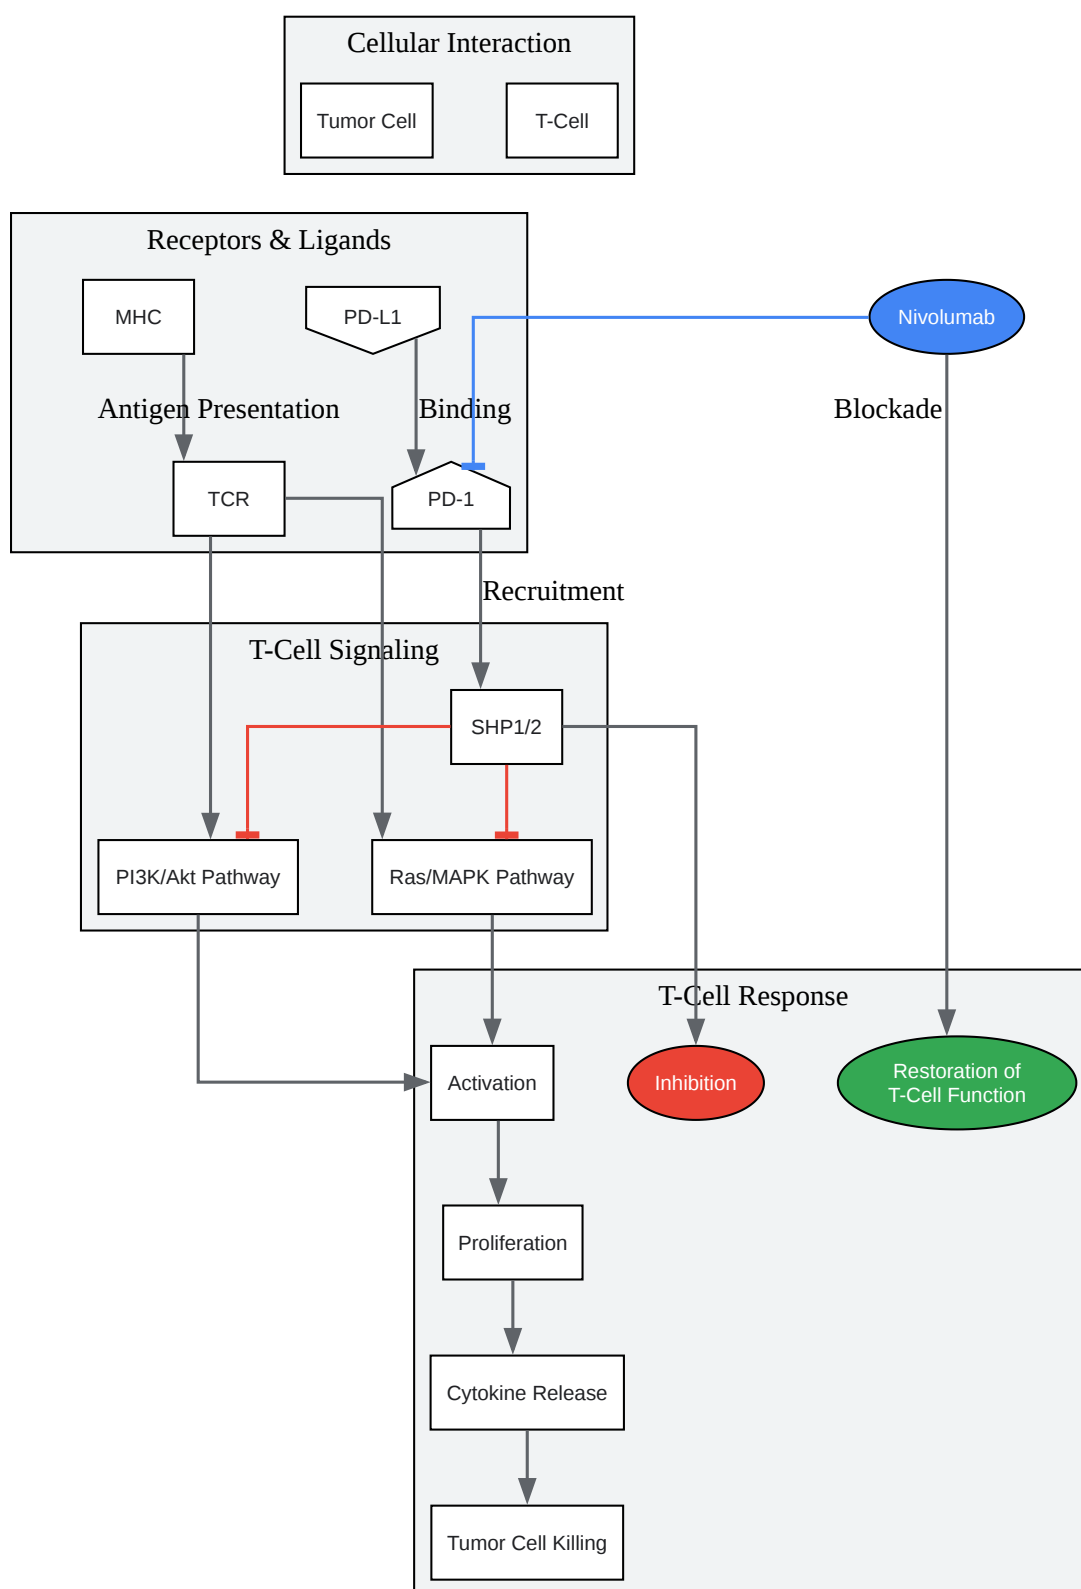 Cellular Interaction
Tumor Cell
T-Cell
Receptors & Ligands
MHC
PD-L1
Nivolumab
Antigen Presentation
Binding
Blockade
TCR
PD-1
Recruitment
T-Cell Signaling
SHP1/2
PI3K/Akt Pathway
Ras/MAPK Pathway
T-Cell Response
Activation
Inhibition
Restoration of
T-Cell Function
Proliferation
Cytokine Release
Tumor Cell Killing